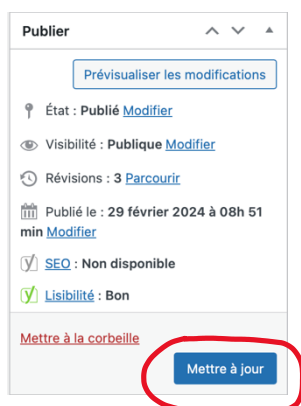 Publier
Prévisualiser les modifications
État : Publié Modifier
Visibilité : Publique Modifier
Révisions : 3 Parcourir
Publié le : 29 février 2024 à 08h 51
min Modifier
SEO : Non disponible
Lisibilité : Bon
Mettre à la corbeille
Mettre à jour